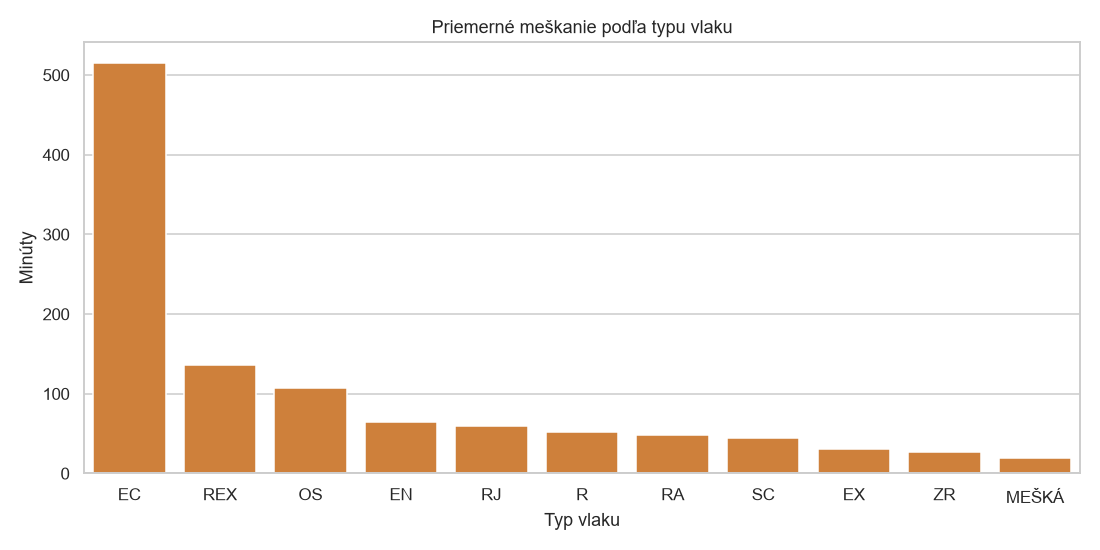 Priemerné meškanie podľa typu vlaku
Minúty
500
400
300
200
100
0
EC REX OS EN RJ R RA SC EX ZR MEŠKÁ
Typ vlaku